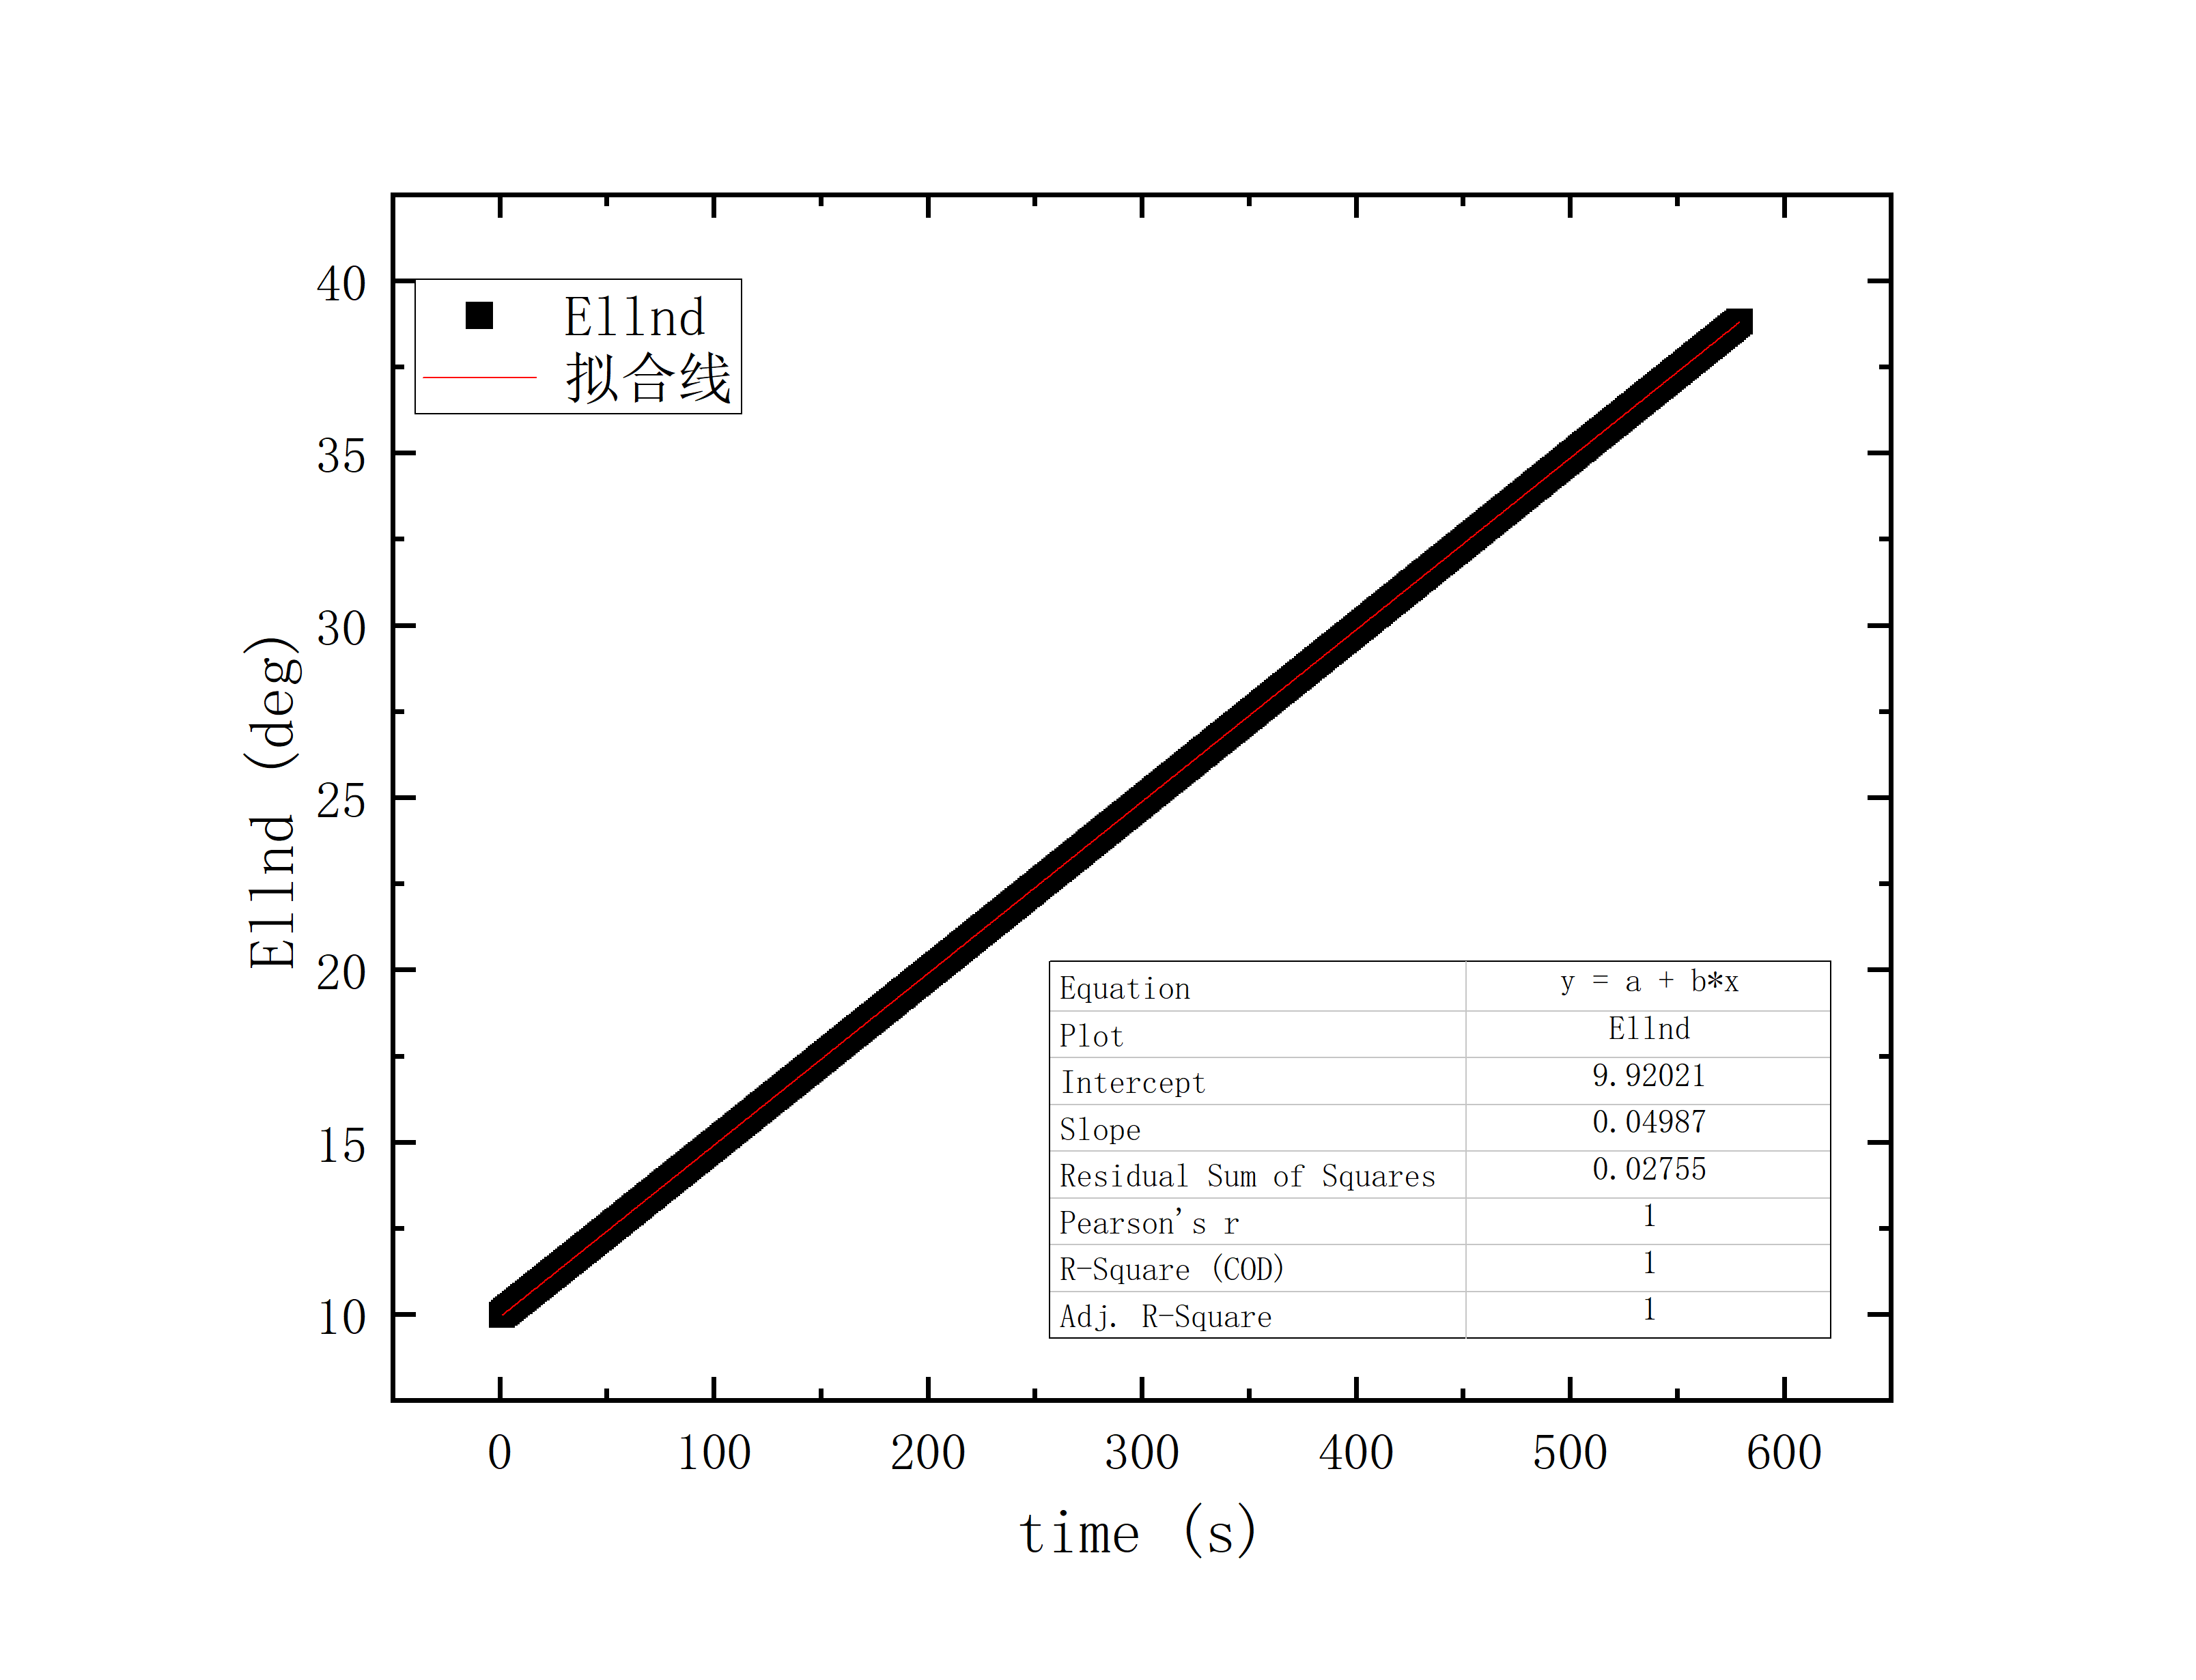 40
35
30
25
20
15
10
Ellnd (deg)
Ellnd
拟合线
Equation y = a + b*x
Plot Ellnd
Intercept 9.92021
Slope 0.04987
Residual Sum of Squares 0.02755
Pearson's r 1
R-Square (COD) 1
Adj. R-Square 1
0 100 200 300 400 500 600
time (s)